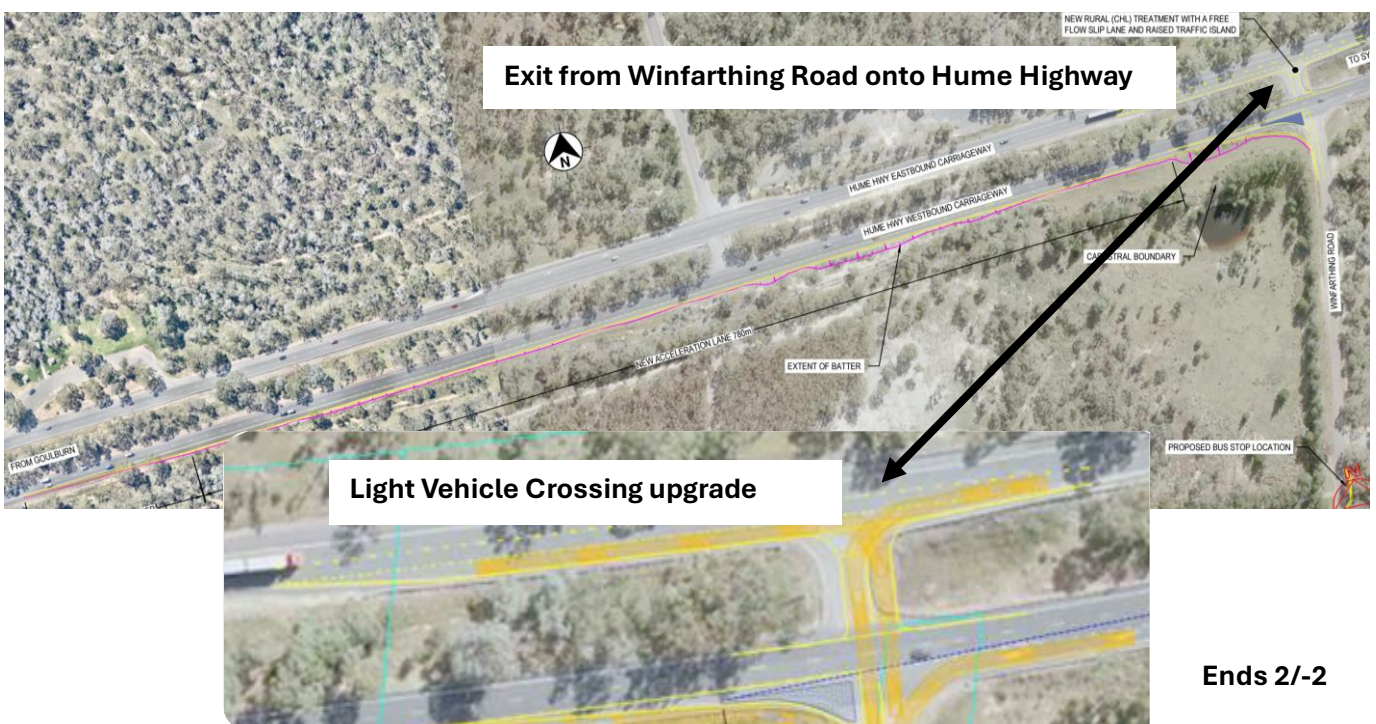 NEW RURAL (CHL) TREATMENT WITH A FREE
FLOW SLIP LANE AND RAISED TRAFFIC ISLAND
TO SY
Exit from Winfarthing Road onto Hume Highway
N
HUME HWY EASTBOUND CARRIAGEWAY
HUME HWY WESTBOUND CARRIAGEWAY
CADASTRAL BOUNDARY
WINFARTHING ROAD
NEW ACCELERATION LANE 780m
EXTENT OF BATTER
PROPOSED BUS STOP LOCATION
FROM GOULBURN
Light Vehicle Crossing upgrade
Ends 2/-2